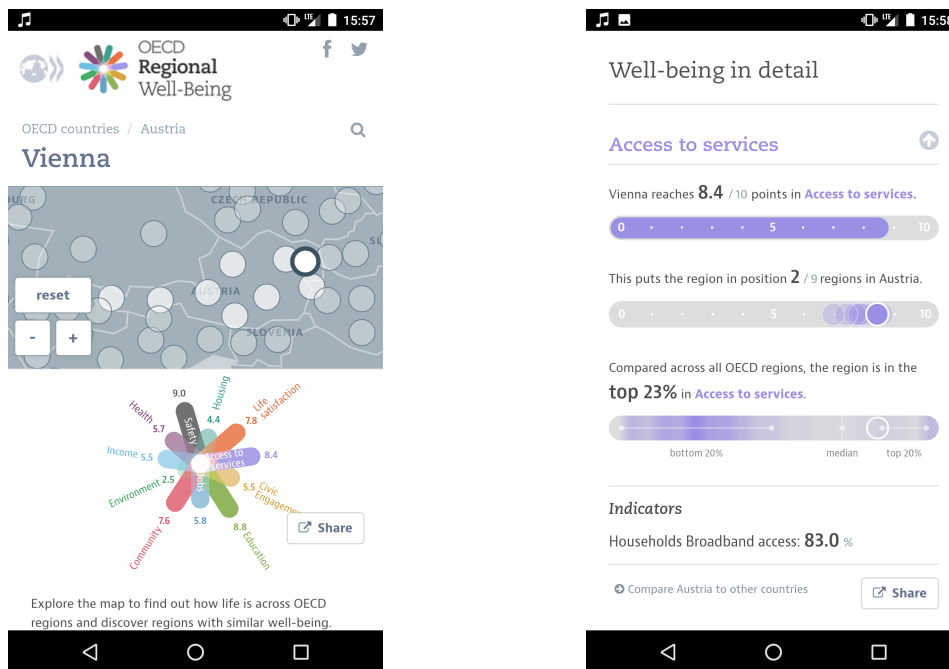 15:57
OECD
Regional
Well-Being
OECD countries / Austria
Vienna
CZECH REPUBLIC
AUSTRIA
SLOVENIA
reset
-
+
9.0
Safety
Housing
4.4
Life
satisfaction
7.8
Health
5.7
Income 5.5
Access to
services
8.4
Environment 2.5
Jobs
5.5
Civic
Engageme
Community
7.6
5.8
8.8
Education
Share
Explore the map to find out how life is across OECD
regions and discover regions with similar well-being.
LTE
15:58
Well-being in detail
Access to services
Vienna reaches 8.4 /10 points in Access to services.
0 5 10
This puts the region in position 2 / 9 regions in Austria.
0 5 10
Compared across all OECD regions, the region is in the
top 23% in Access to services.
bottom 20% median top 20%
Indicators
Households Broadband access: 83.0 %
Compare Austria to other countries
Share